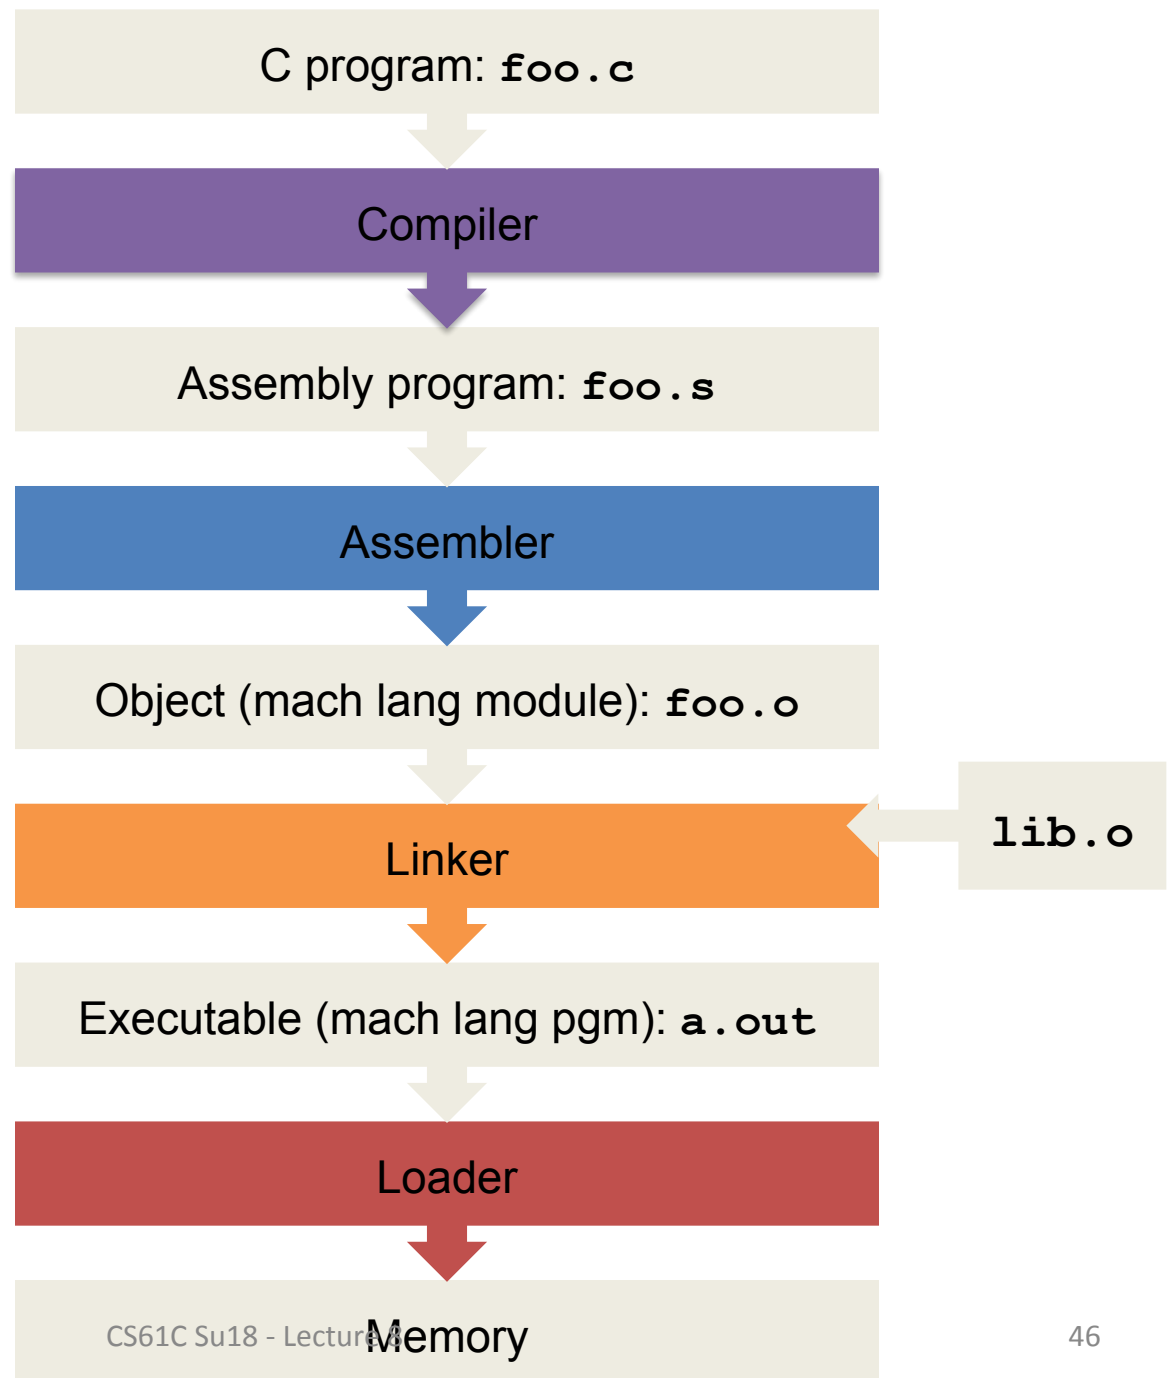 C program: foo.c
Compiler
Assembly program: foo.s
Assembler
Object (mach lang module): foo.o
Linker
lib.o
Executable (mach lang pgm): a.out
Loader
Memory
CS61C Su18 - Lecture 8
46